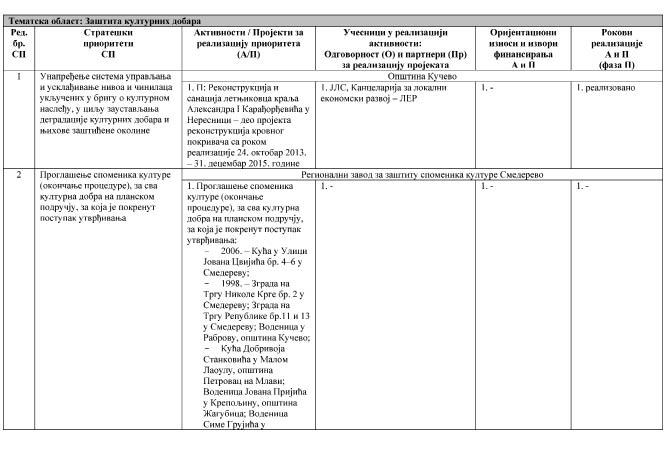 Тематска област: Заштита културних добара
Ред.
бр.
СП
Стратешки
приоритети
СП
Активности / Пројекти за
реализацију приоритета
(А/П)
Учесници у реализацији
активности:
Одговорност (О) и партнери (Пр)
за реализацију пројеката
Оријентациони
износи и извори
финансирања
А и П
Рокови
реализације
А и П
(фаза П)
1
Унапређење система управљања
и усклађивање нивоа и чинилаца
укључених у бригу о културном
наслеђу, у циљу заустављања
деградације културних добара и
њихове заштићене околине
Општина Кучево
1. П: Реконструкција и
санација летњиковца краља
Александра I Карађорђевића у
Нересници – део пројекта
реконструкција кровног
покривача са роком
реализације 24. октобар 2013.
– 31. децембар 2015. године
1. ЈЛС, Канцеларија за локални
економски развој – ЛЕР
1. -
1. реализовано
2
Проглашење споменика културе
(окончање процедуре), за сва
културна добра на планском
подручју, за која је покренут
поступак утврђивања
Регионални завод за заштиту споменика културе Смедерево
1. Проглашење споменика
културе (окончање
процедуре), за сва културна
добра на планском подручју,
за која је покренут поступак
утврђивања:
– 2006. – Кућа у Улици
Јована Цвијића бр. 4–6 у
Смедереву;
– 1998. – Зграда на
Тргу Николе Крге бр. 2 у
Смедереву; Зграда на
Тргу Републике бр.11 и 13
у Смедереву; Воденица у
Раброву, општина Кучево;
– Кућа Добривоја
Станковића у Малом
Лаоулу, општина
Петровац на Млави;
Воденица Јована Пријића
у Крепољину, општина
Жагубица; Воденица
Симе Грујића у
1. -
1. -
1. -